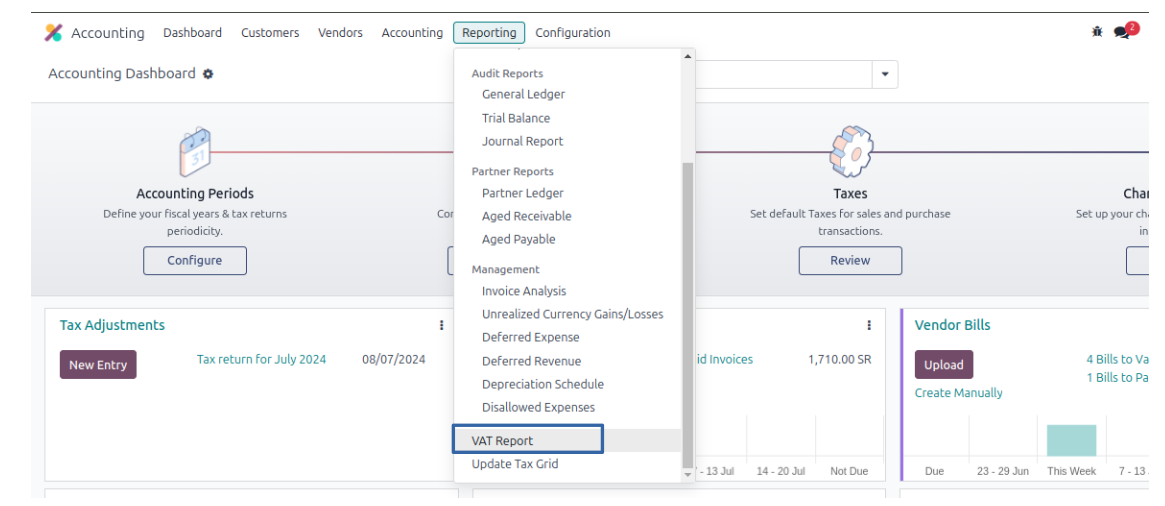 Accounting Dashboard Customers Vendors Accounting Reporting Configuration 2
Accounting Dashboard
Audit Reports
General Ledger
Trial Balance
Journal Report
Partner Reports
Partner Ledger
Aged Receivable
Aged Payable
Management
Invoice Analysis
Unrealized Currency Gains/Losses
Deferred Expense
Deferred Revenue
Depreciation Schedule
Disallowed Expenses
VAT Report
Update Tax Grid
31
Accounting Periods
Define your fiscal years & tax returns
periodicity.
Configure
Taxes
Set default Taxes for sales and purchase
transactions.
Review
Char
Set up your cha
in
Tax Adjustments
New Entry
Tax return for July 2024 08/07/2024
id Invoices 1,710.00 SR
- 13 Jul 14 - 20 Jul Not Due
Vendor Bills
Upload
Create Manually
4 Bills to Va
1 Bills to Pa
Due 23 - 29 Jun This Week 7 - 13